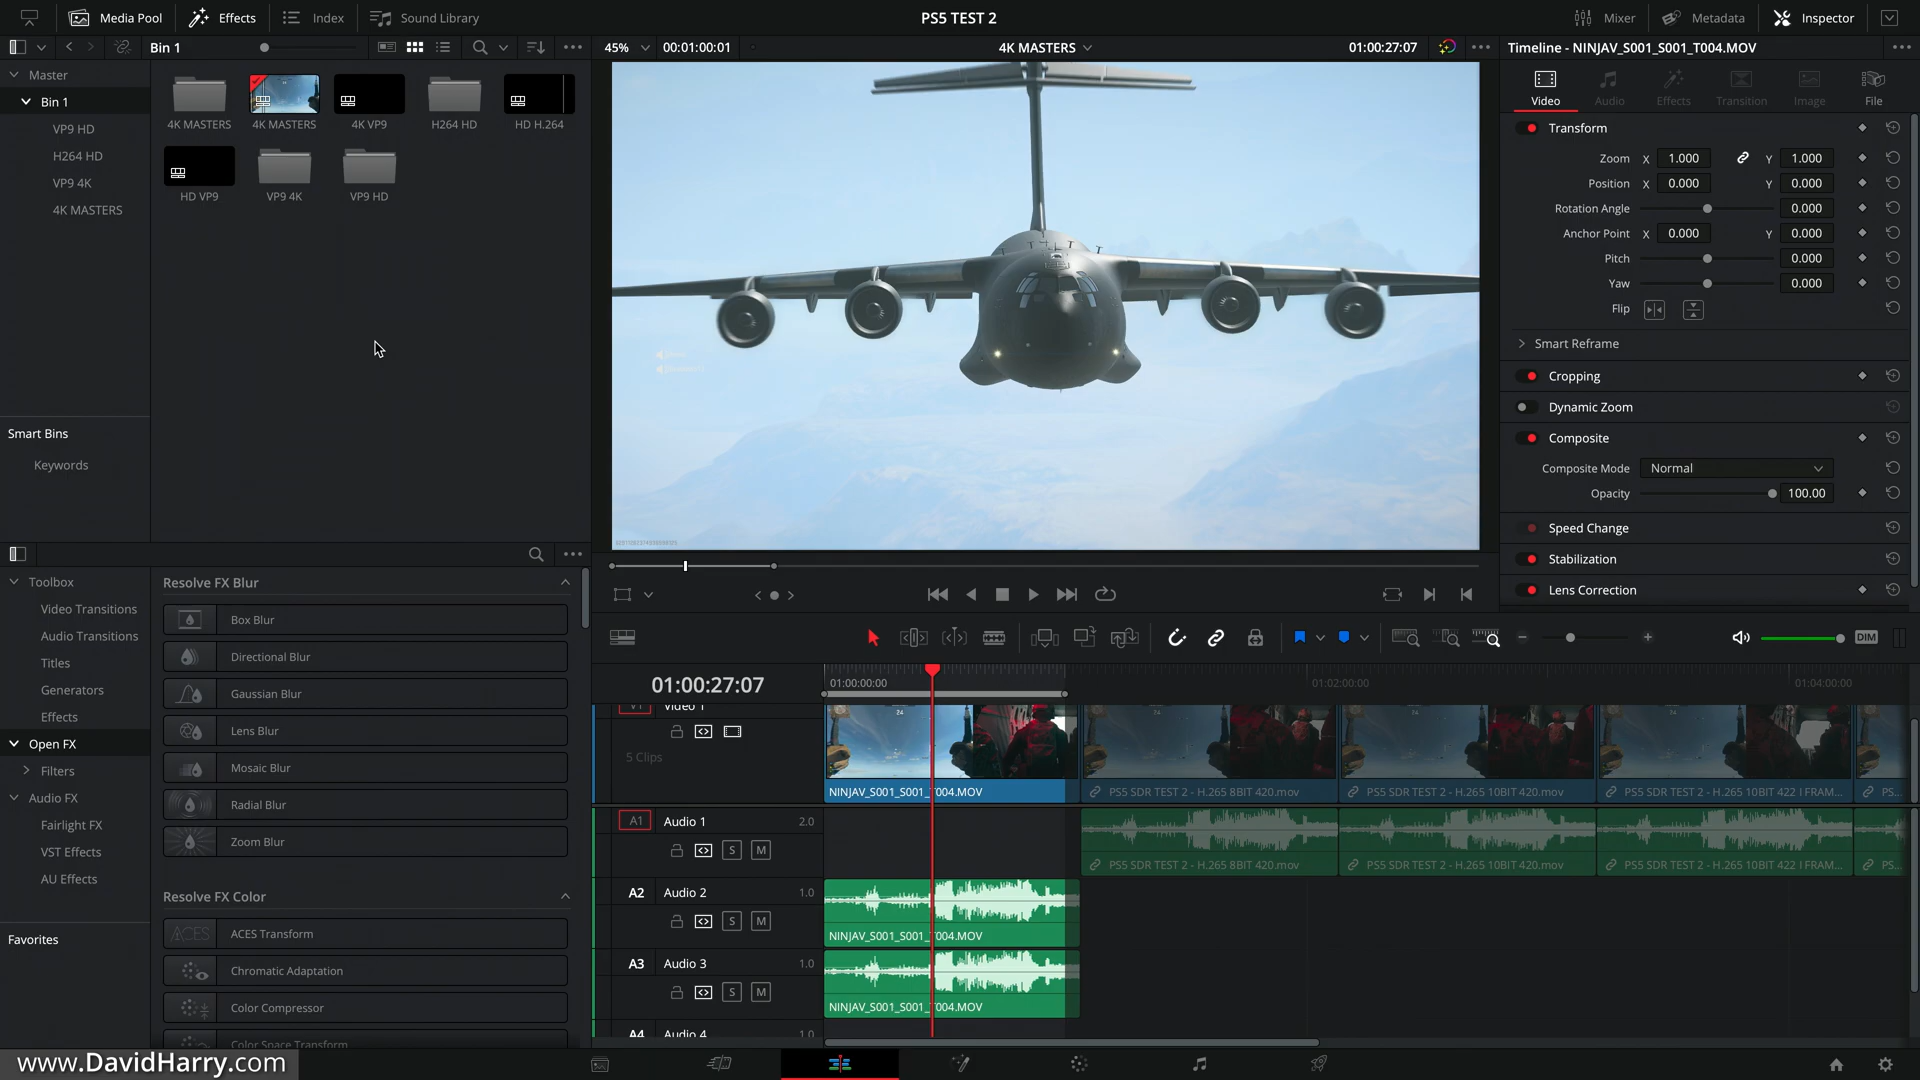 Media Pool
Effects
Index
Sound Library
PS5 TEST 2
Mixer
Metadata
Inspector
Bin 1
45%
00:01:00:01
4K MASTERS
01:00:27:07
Timeline - NINJAV_S001_S001_T004.MOV
Master
Bin 1
VP9 HD
H264 HD
VP9 4K
4K MASTERS
4K MASTERS
4K MASTERS
4K VP9
H264 HD
HD H.264
HD VP9
VP9 4K
VP9 HD
Smart Bins
Keywords
Video
Audio
Effects
Transition
Image
File
Transform
Zoom X 1.000 Y 1.000
Position X 0.000 Y 0.000
Rotation Angle 0.000
Anchor Point X 0.000 Y 0.000
Pitch 0.000
Yaw 0.000
Flip
Smart Reframe
Cropping
Dynamic Zoom
Composite
Composite Mode Normal
Opacity 100.00
Speed Change
Stabilization
Lens Correction
Toolbox
Video Transitions
Audio Transitions
Titles
Generators
Effects
Open FX
Filters
Audio FX
Fairlight FX
VST Effects
AU Effects
Favorites
Resolve FX Blur
Box Blur
Directional Blur
Gaussian Blur
Lens Blur
Mosaic Blur
Radial Blur
Zoom Blur
Resolve FX Color
ACES
ACES Transform
Chromatic Adaptation
Color Compressor
Color Space Transform
DIM
01:00:27:07
01:00:00:00
01:02:00:00
01:04:00:00
V1 Video 1
5 Clips
NINJAV_S001_S001_T004.MOV
PS5 SDR TEST 2 - H.265 8BIT 420.mov
PS5 SDR TEST 2 - H.265 10BIT 420.mov
PS5 SDR TEST 2 - H.265 10BIT 422 I FRAM...
PS5...
A1 Audio 1 2.0
S M
PS5 SDR TEST 2 - H.265 8BIT 420.mov
PS5 SDR TEST 2 - H.265 10BIT 420.mov
PS5 SDR TEST 2 - H.265 10BIT 422 I FRAM...
PS...
A2 Audio 2 1.0
S M
NINJAV_S001_S001_T004.MOV
A3 Audio 3 1.0
S M
NINJAV_S001_S001_T004.MOV
A4 Audio 4 1.0
www.DavidHarry.com